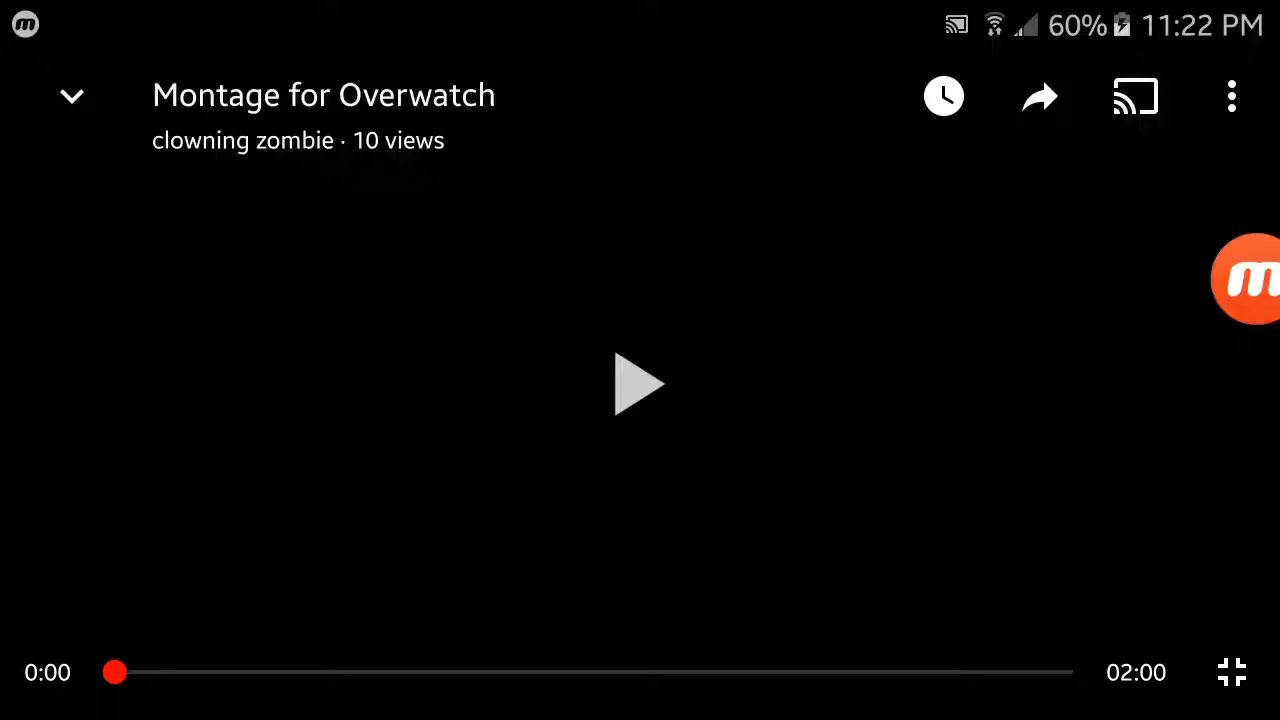 m 60% 11:22 PM
Montage for Overwatch
clowning zombie · 10 views
m
0:00 02:00